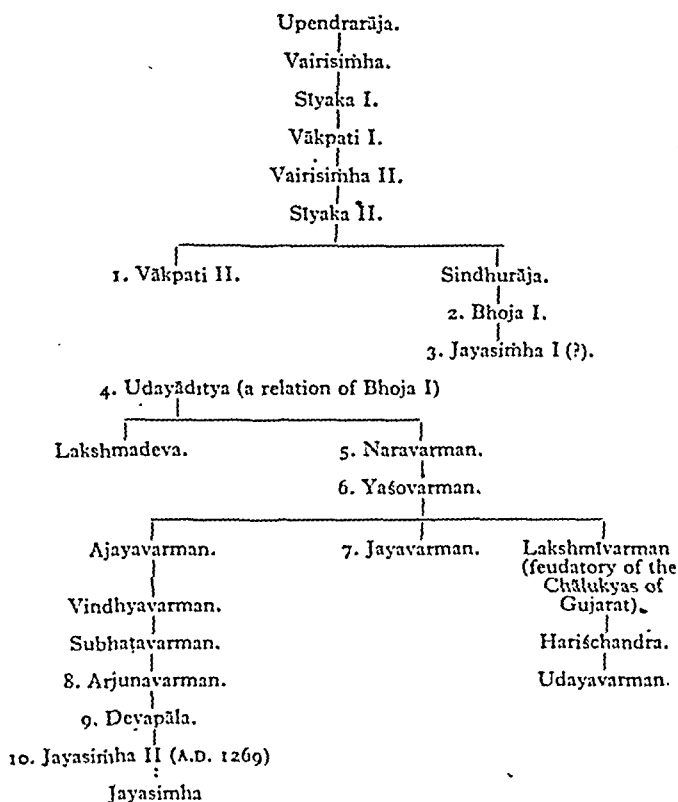 Upendrarāja.
Vairisiṁha.
Sīyaka I.
Vākpati I.
Vairisiṁha II.
Sīyaka II.
1. Vākpati II.
Sindhurāja.
2. Bhoja I.
3. Jayasiṁha I (?).
4. Udayāditya (a relation of Bhoja I)
Lakshmadeva.
5. Naravarman.
6. Yaśovarman.
Ajayavarman.
7. Jayavarman.
Lakshmīvarman
(feudatory of the
Chālukyas of
Gujarat).
Vindhyavarman.
Subhaṭavarman.
Hariśchandra.
8. Arjunavarman.
Udayavarman.
9. Devapāla.
10. Jayasiṁha II (A.D. 1269)
Jayasiṁha